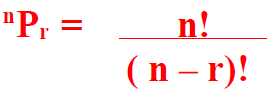 ⁿPᵣ = n!
( n – r)!